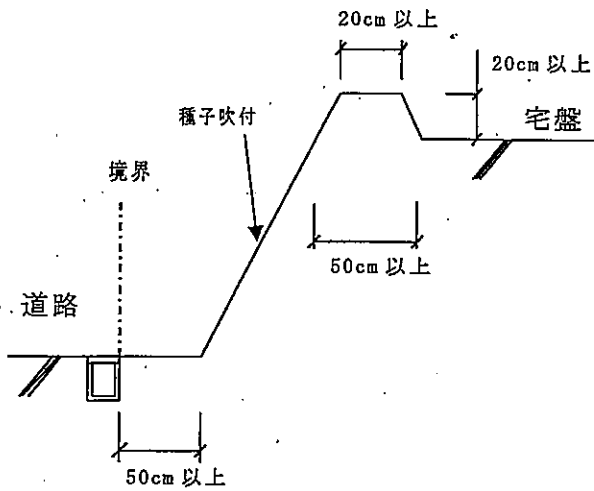 20cm 以上
20cm 以上
宅盤
種子吹付
境界
50cm 以上
道路
50cm 以上